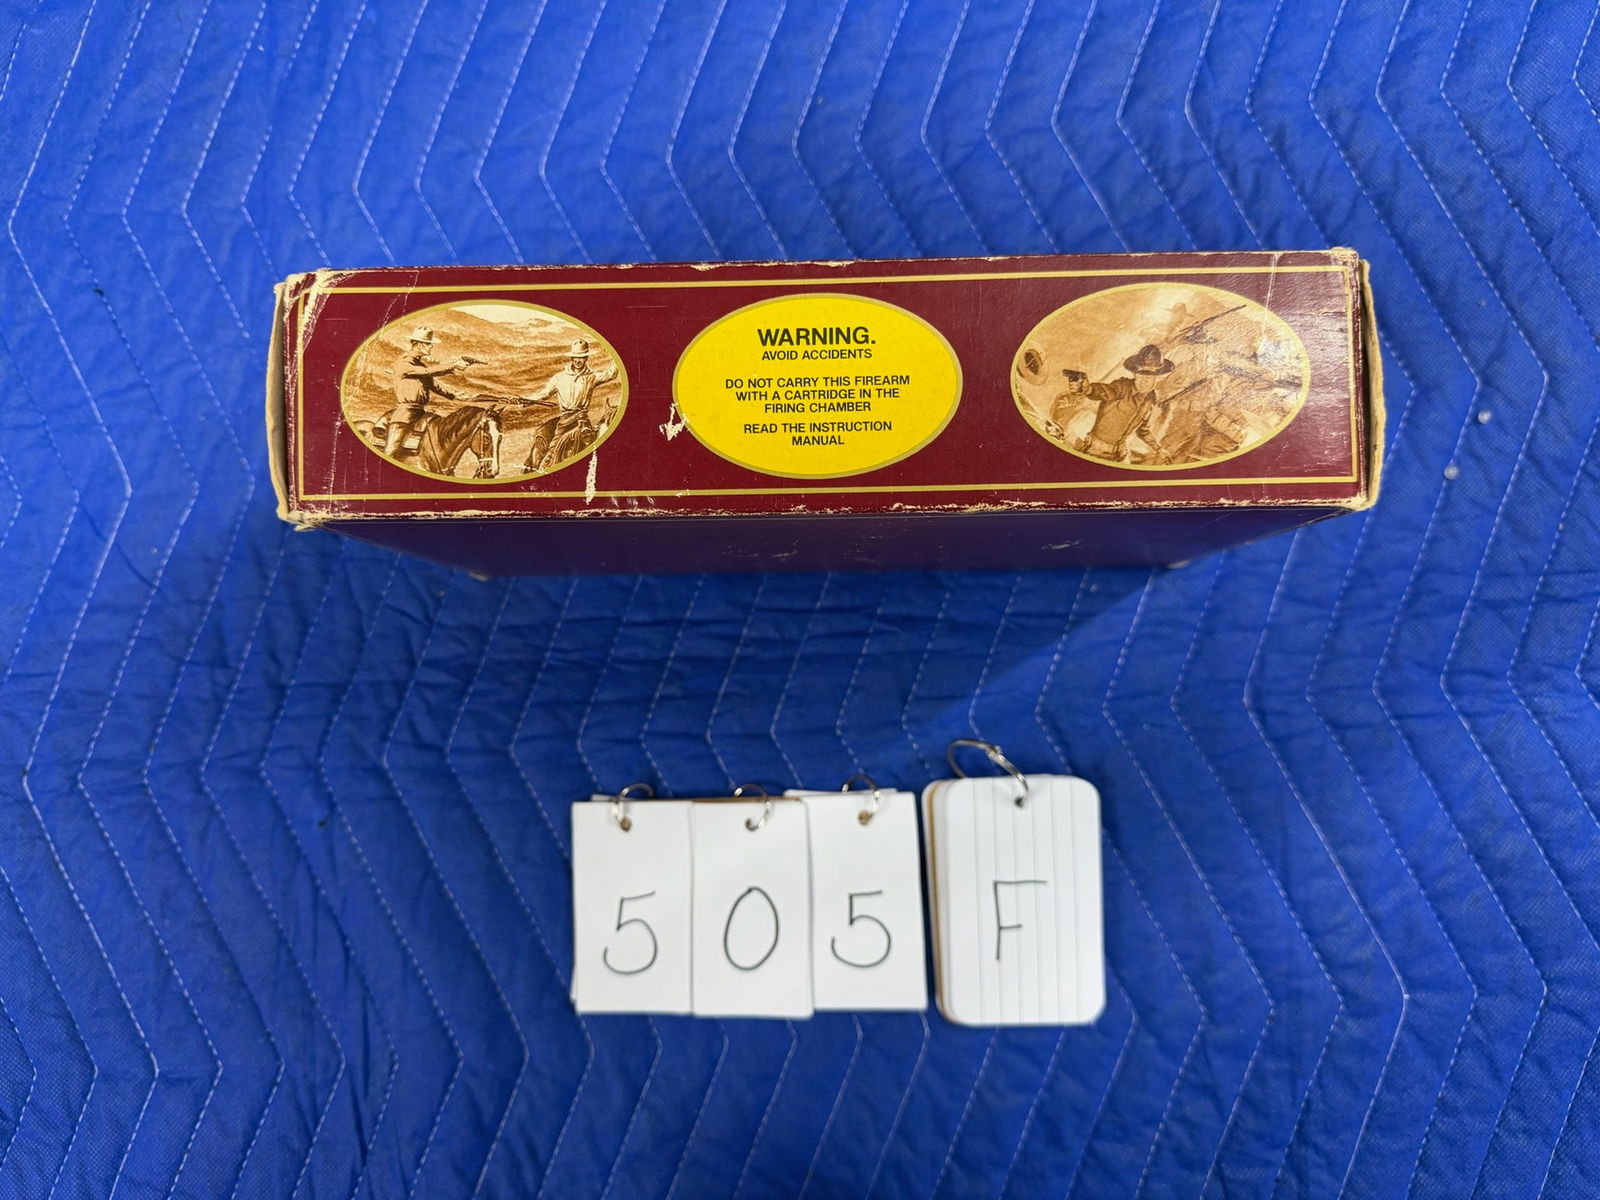 WARNING.
AVOID ACCIDENTS
DO NOT CARRY THIS FIREARM
WITH A CARTRIDGE IN THE
FIRING CHAMBER
READ THE INSTRUCTION
MANUAL
5 0 5 F